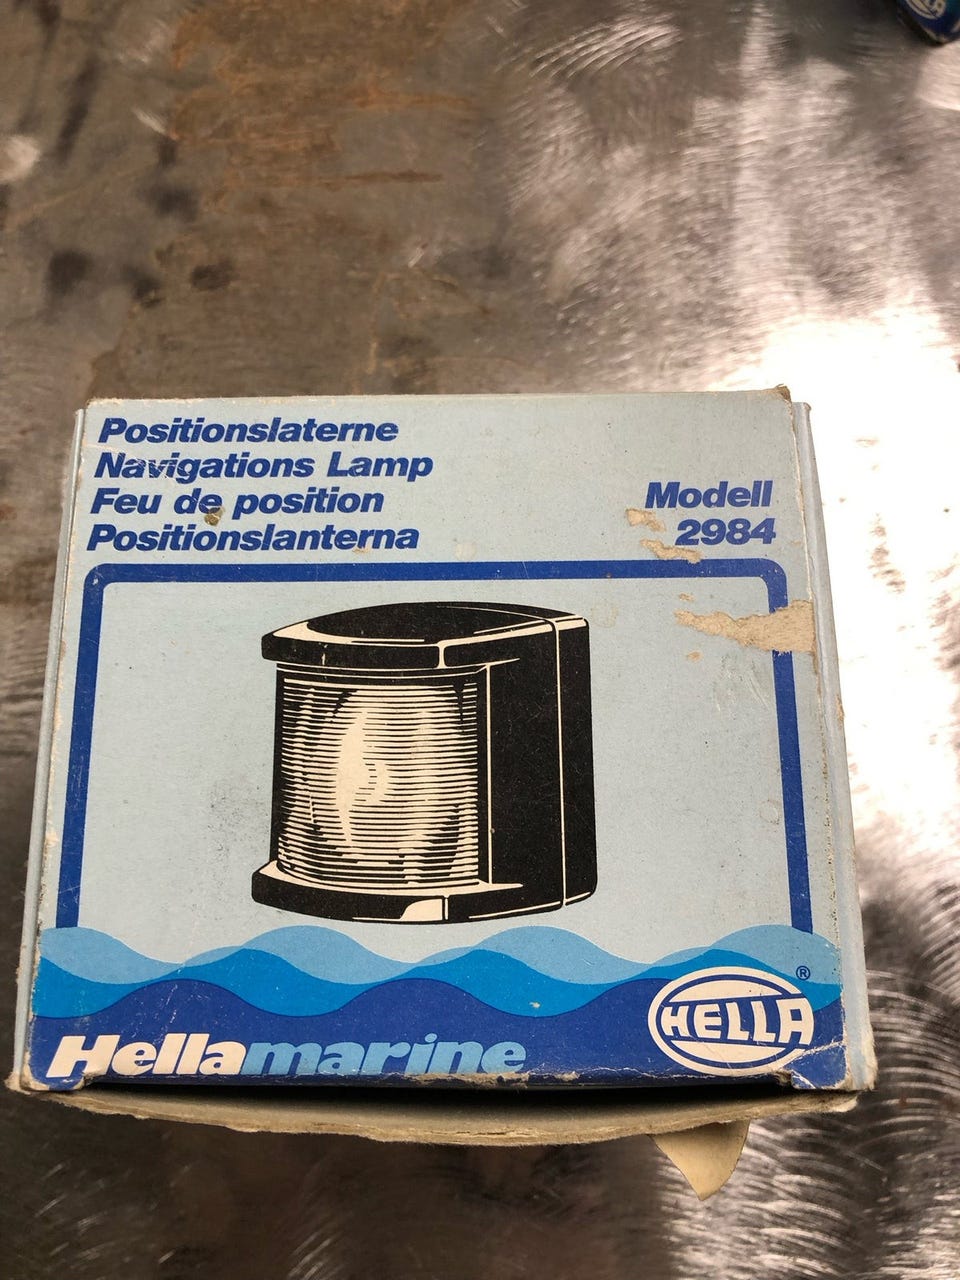 Positionslaterne
Navigations Lamp
Feu de position
Positionslanterna
Modell
2984
Hellamarine
HELLA ®